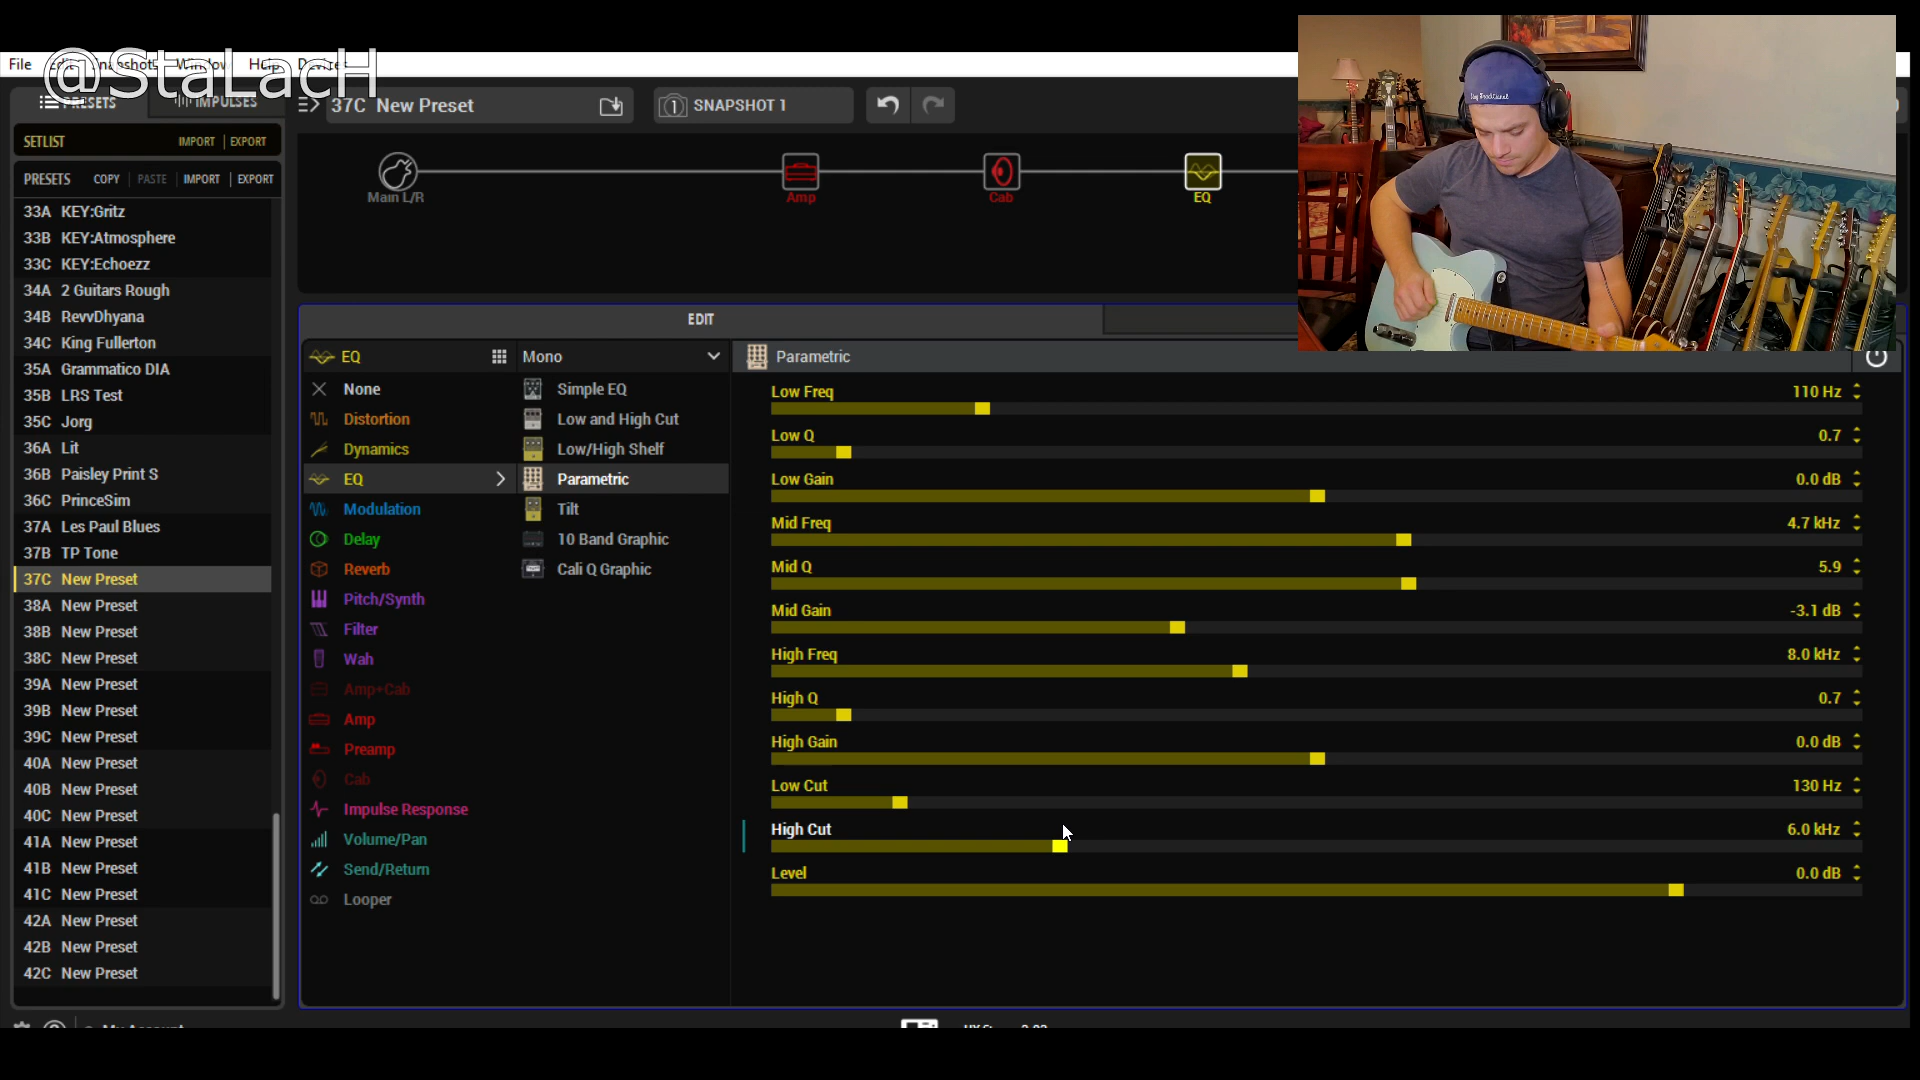 @StaLacH
File Edit Snapshots Window Help Devices
PRESETS
IMPULSES
37C New Preset
1 SNAPSHOT 1
SETLIST IMPORT | EXPORT
PRESETS COPY | PASTE | IMPORT | EXPORT
33A KEY:Gritz
33B KEY:Atmosphere
33C KEY:Echoezz
34A 2 Guitars Rough
34B RevvDhyana
34C King Fullerton
35A Grammatico DIA
35B LRS Test
35C Jorg
36A Lit
36B Paisley Print S
36C PrinceSim
37A Les Paul Blues
37B TP Tone
37C New Preset
38A New Preset
38B New Preset
38C New Preset
39A New Preset
39B New Preset
39C New Preset
40A New Preset
40B New Preset
40C New Preset
41A New Preset
41B New Preset
41C New Preset
42A New Preset
42B New Preset
42C New Preset
Main L/R
Amp
Cab
EQ
EDIT
EQ
Mono
Parametric
None
Distortion
Dynamics
EQ
Modulation
Delay
Reverb
Pitch/Synth
Filter
Wah
Amp+Cab
Amp
Preamp
Cab
Impulse Response
Volume/Pan
Send/Return
Looper
Simple EQ
Low and High Cut
Low/High Shelf
Parametric
Tilt
10 Band Graphic
Cali Q Graphic
Low Freq 110 Hz
Low Q 0.7
Low Gain 0.0 dB
Mid Freq 4.7 kHz
Mid Q 5.9
Mid Gain -3.1 dB
High Freq 8.0 kHz
High Q 0.7
High Gain 0.0 dB
Low Cut 130 Hz
High Cut 6.0 kHz
Level 0.0 dB
My Account